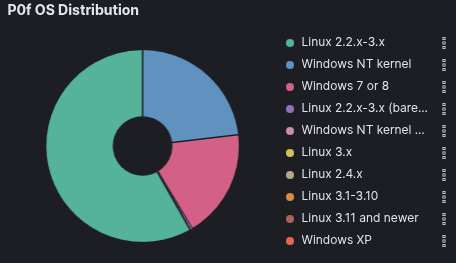 P0f OS Distribution
Linux 2.2.x-3.x
Windows NT kernel
Windows 7 or 8
Linux 2.2.x-3.x (bare...
Windows NT kernel ...
Linux 3.x
Linux 2.4.x
Linux 3.1-3.10
Linux 3.11 and newer
Windows XP